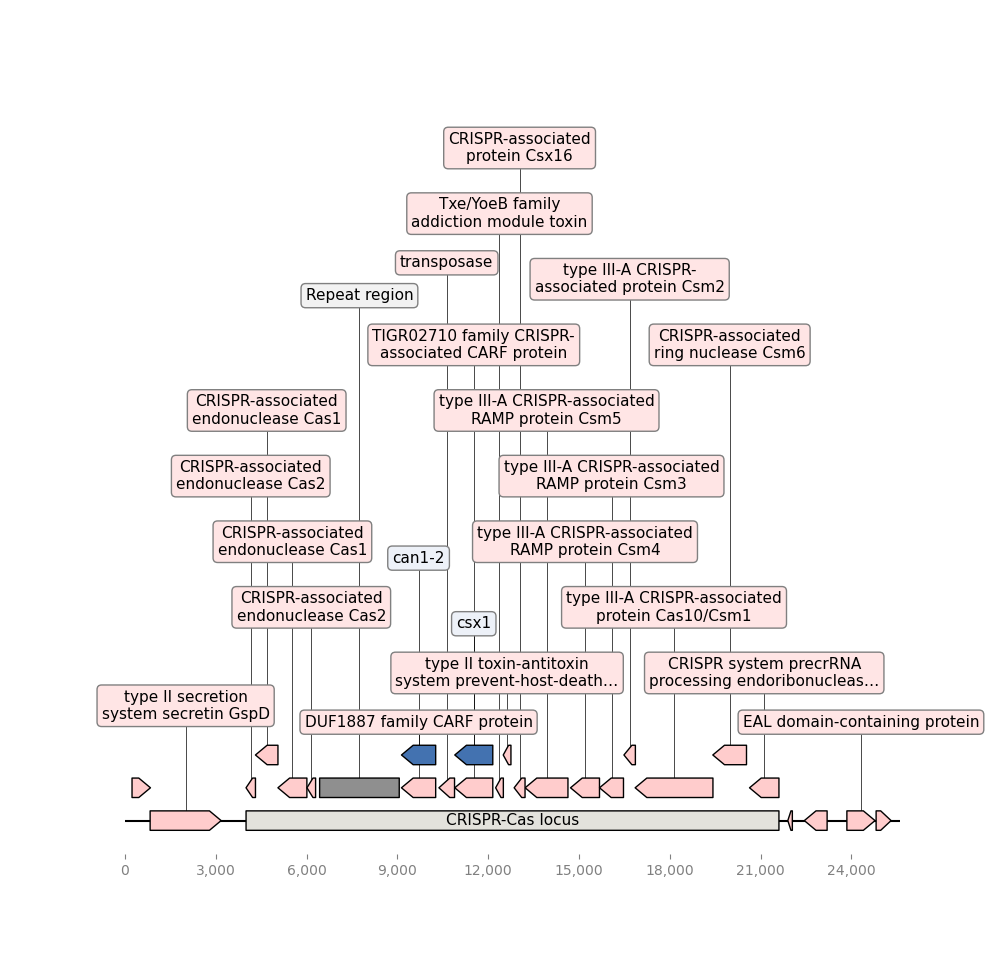 CRISPR-associated
protein Csx16
Txe/YoeB family
addiction module toxin
transposase
type III-A CRISPR-
associated protein Csm2
Repeat region
TIGR02710 family CRISPR-
associated CARF protein
CRISPR-associated
ring nuclease Csm6
CRISPR-associated
endonuclease Cas1
type III-A CRISPR-associated
RAMP protein Csm5
CRISPR-associated
endonuclease Cas2
type III-A CRISPR-associated
RAMP protein Csm3
CRISPR-associated
endonuclease Cas1
type III-A CRISPR-associated
RAMP protein Csm4
can1-2
CRISPR-associated
endonuclease Cas2
type III-A CRISPR-associated
protein Cas10/Csm1
csx1
type II toxin-antitoxin
system prevent-host-death…
CRISPR system precrRNA
processing endoribonucleas…
type II secretion
system secretin GspD
DUF1887 family CARF protein
EAL domain-containing protein
CRISPR-Cas locus
0
3,000
6,000
9,000
12,000
15,000
18,000
21,000
24,000